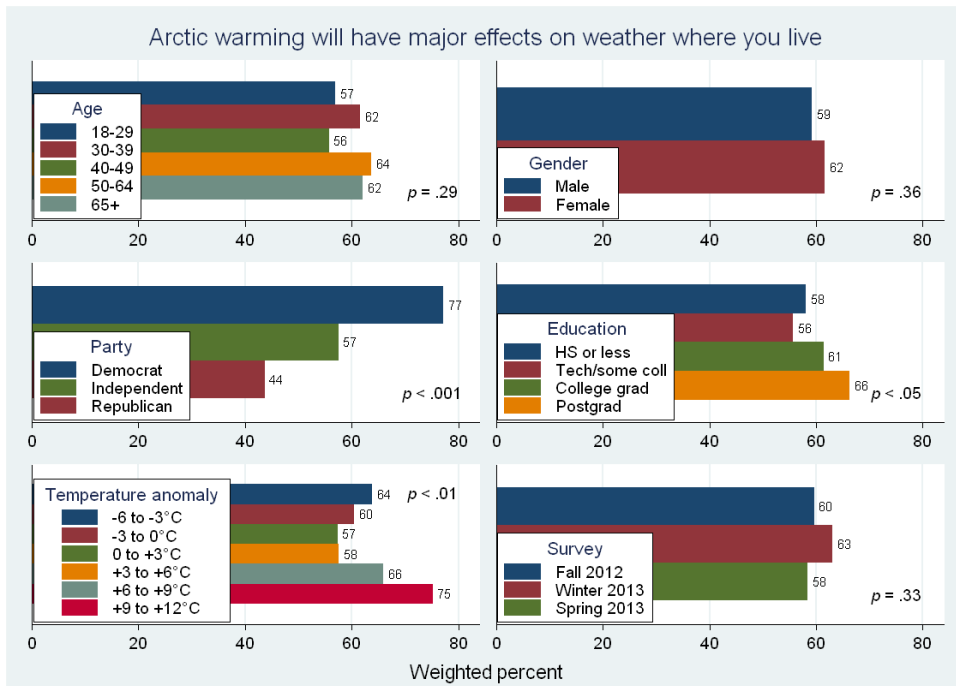 Arctic warming will have major effects on weather where you live
Age
18-29
30-39
40-49
50-64
65+
57
62
56
64
62
p = .29
0 20 40 60 80
Gender
Male
Female
59
62
p = .36
0 20 40 60 80
Party
Democrat
Independent
Republican
77
57
44
p < .001
0 20 40 60 80
Education
HS or less
Tech/some coll
College grad
Postgrad
58
56
61
66
p < .05
0 20 40 60 80
Temperature anomaly
-6 to -3°C
-3 to 0°C
0 to +3°C
+3 to +6°C
+6 to +9°C
+9 to +12°C
64
60
57
58
66
75
p < .01
0 20 40 60 80
Survey
Fall 2012
Winter 2013
Spring 2013
60
63
58
p = .33
0 20 40 60 80
Weighted percent